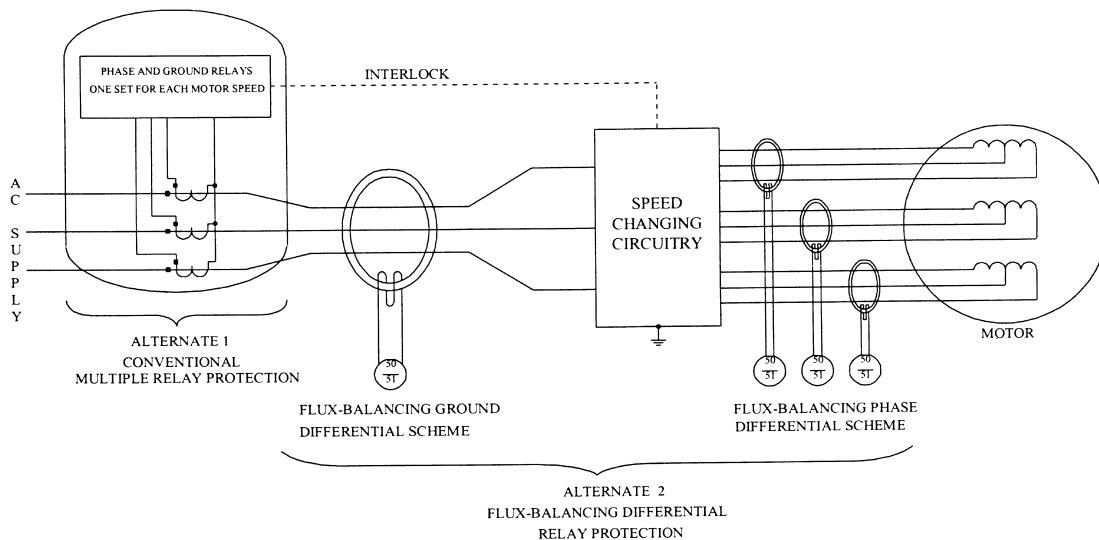 PHASE AND GROUND RELAYS
ONE SET FOR EACH MOTOR SPEED
INTERLOCK
AC SUPPLY
SPEED
CHANGING
CIRCUITRY
MOTOR
ALTERNATE 1
CONVENTIONAL
MULTIPLE RELAY PROTECTION
50
51
50
51
50
51
50
51
FLUX-BALANCING GROUND
DIFFERENTIAL SCHEME
FLUX-BALANCING PHASE
DIFFERENTIAL SCHEME
ALTERNATE 2
FLUX-BALANCING DIFFERENTIAL
RELAY PROTECTION